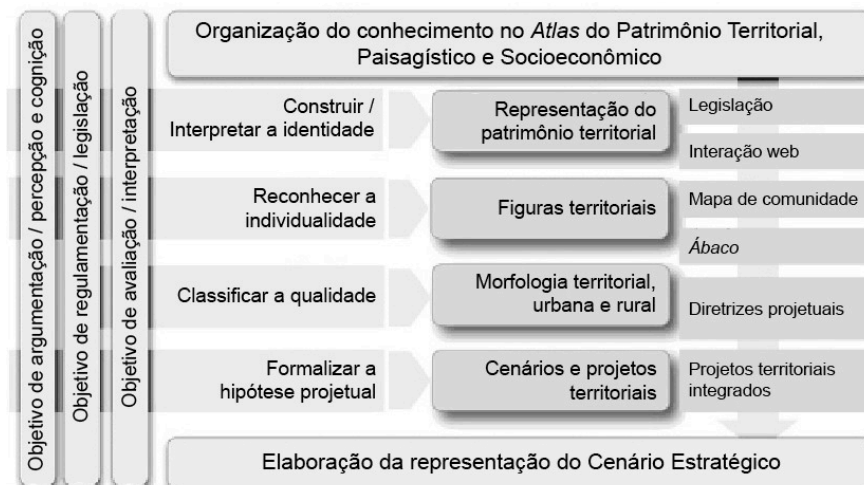 Organização do conhecimento no Atlas do Patrimônio Territorial,
Paisagístico e Socioeconômico
Objetivo de argumentação / percepção e cognição
Objetivo de regulamentação / legislação
Objetivo de avaliação / interpretação
Construir /
Interpretar a identidade
Representação do
patrimônio territorial
Legislação
Interação web
Reconhecer a
individualidade
Figuras territoriais
Mapa de comunidade
Ábaco
Classificar a qualidade
Morfologia territorial,
urbana e rural
Diretrizes projetuais
Formalizar a
hipótese projetual
Cenários e projetos
territoriais
Projetos territoriais
integrados
Elaboração da representação do Cenário Estratégico